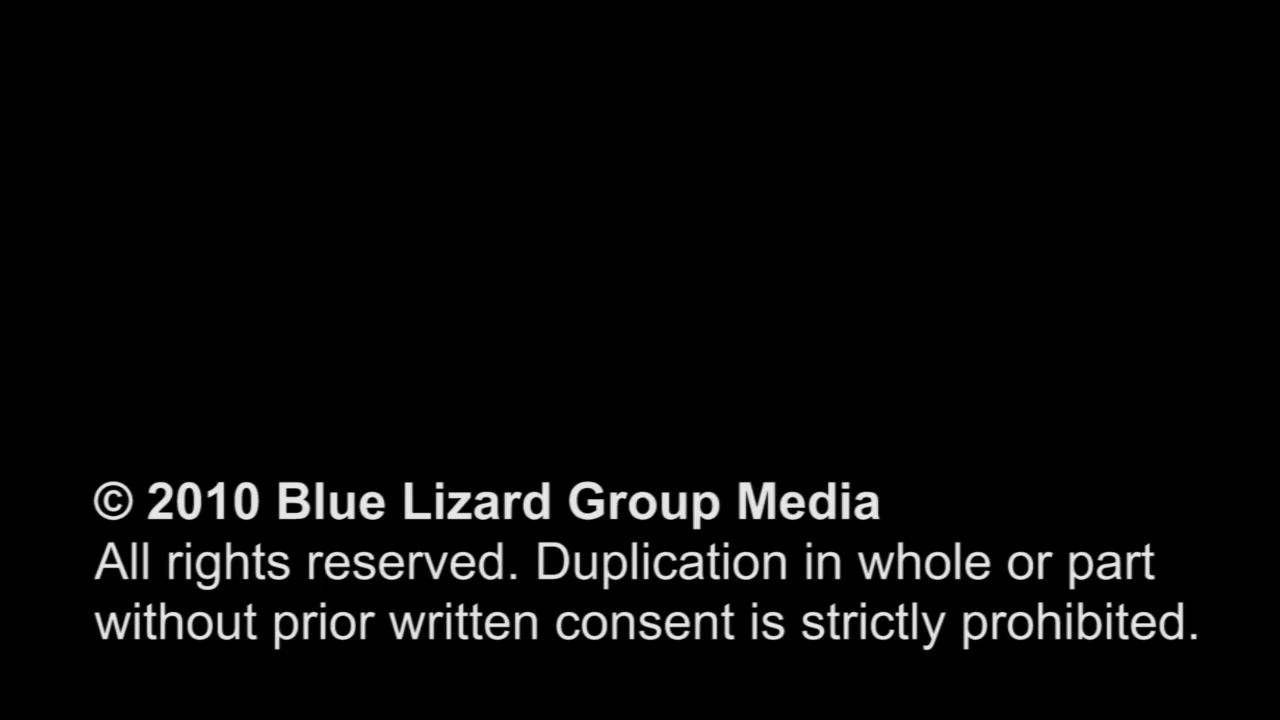 © 2010 Blue Lizard Group Media
All rights reserved. Duplication in whole or part
without prior written consent is strictly prohibited.